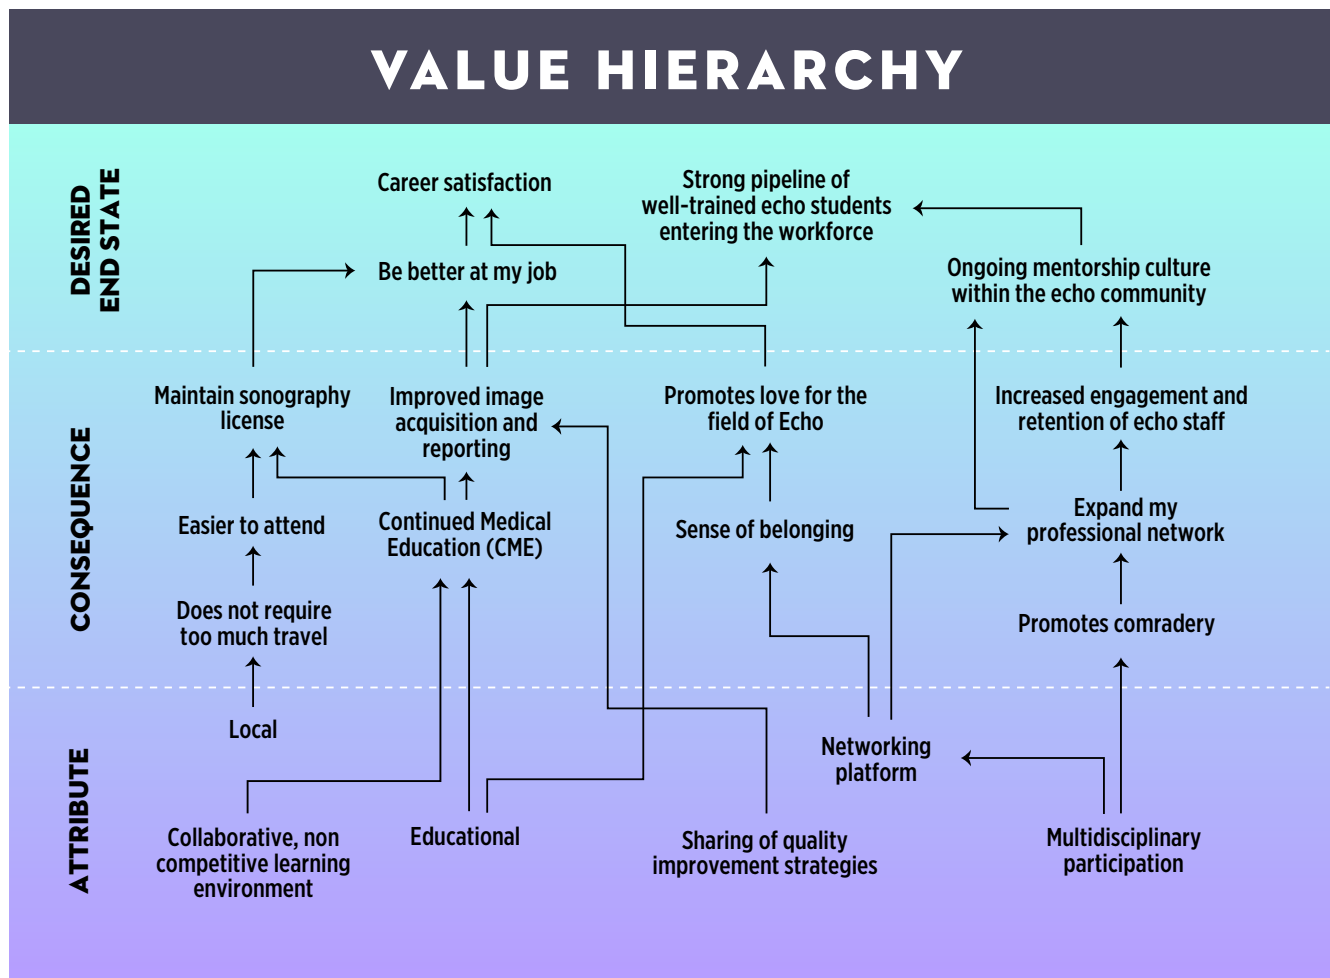 VALUE HIERARCHY
DESIRED
END STATE
Career satisfaction
Strong pipeline of
well-trained echo students
entering the workforce
Be better at my job
Ongoing mentorship culture
within the echo community
CONSEQUENCE
Maintain sonography
license
Improved image
acquisition and
reporting
Promotes love for the
field of Echo
Increased engagement and
retention of echo staff
Easier to attend
Continued Medical
Education (CME)
Sense of belonging
Expand my
professional network
Does not require
too much travel
Promotes comradery
ATTRIBUTE
Local
Networking
platform
Collaborative, non
competitive learning
environment
Educational
Sharing of quality
improvement strategies
Multidisciplinary
participation